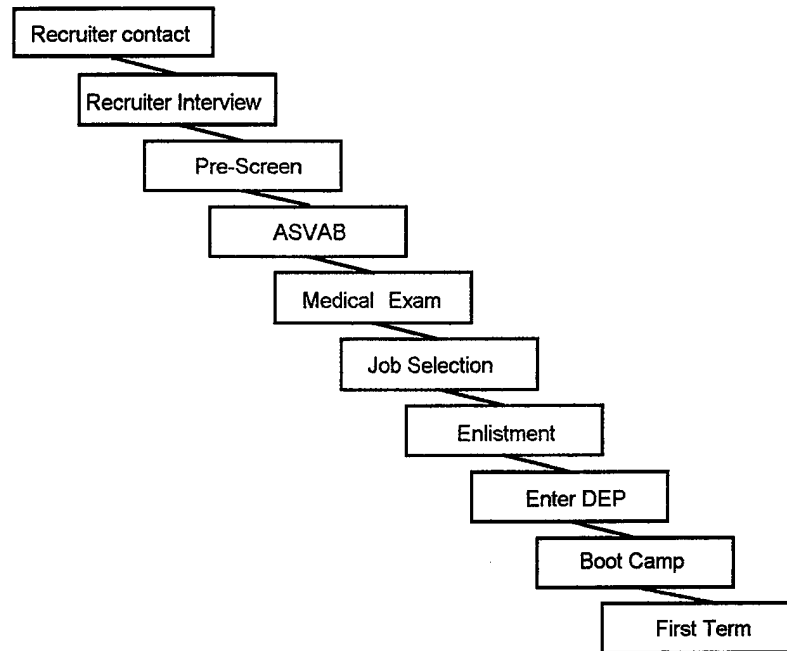 Recruiter contact
Recruiter Interview
Pre-Screen
ASVAB
Medical Exam
Job Selection
Enlistment
Enter DEP
Boot Camp
First Term